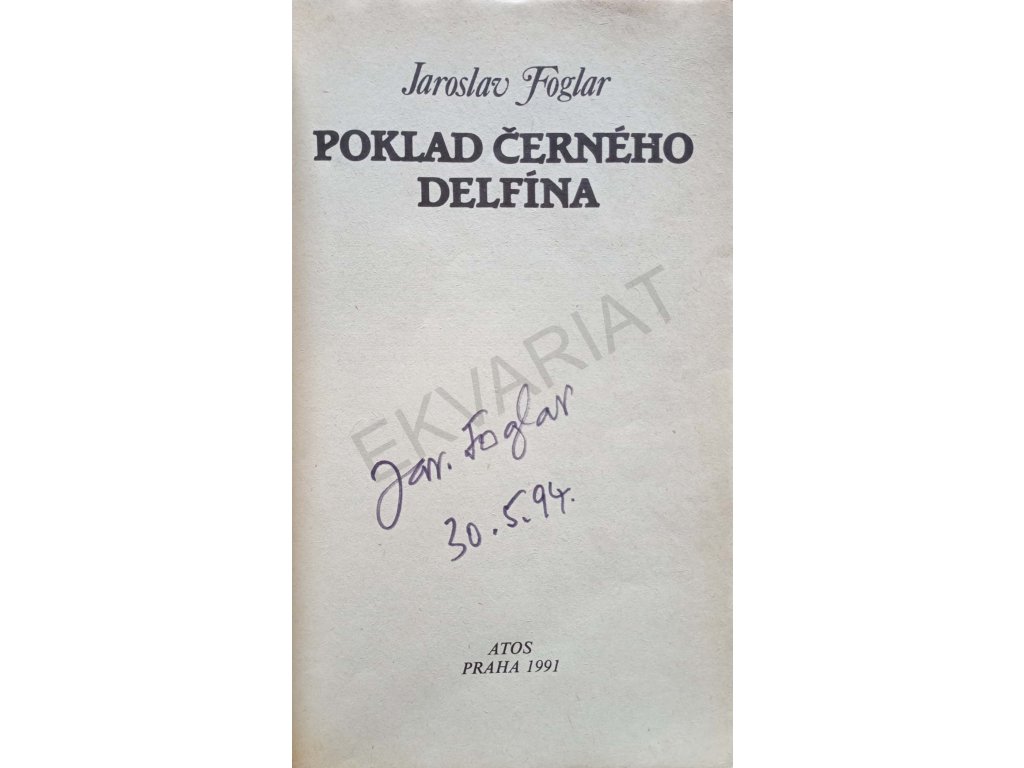 Jaroslav Foglar
POKLAD ČERNÉHO
DELFÍNA
EKVARIAT
Jar. Foglar
30.5.94.
ATOS
PRAHA 1991